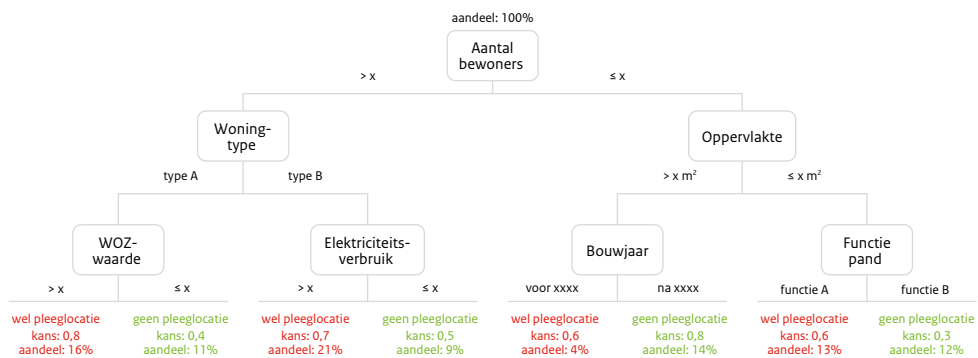 aandeel: 100%
Aantal
bewoners
> x
≤ x
Woning-
type
Oppervlakte
type A
type B
> x m²
≤ x m²
WOZ-
waarde
Elektriciteits-
verbruik
Bouwjaar
Functie
pand
> x
≤ x
> x
≤ x
voor xxxx
na xxxx
functie A
functie B
wel pleeglocatie
kans: 0,8
aandeel: 16%
geen pleeglocatie
kans: 0,4
aandeel: 11%
wel pleeglocatie
kans: 0,7
aandeel: 21%
geen pleeglocatie
kans: 0,5
aandeel: 9%
wel pleeglocatie
kans: 0,6
aandeel: 4%
geen pleeglocatie
kans: 0,8
aandeel: 14%
wel pleeglocatie
kans: 0,6
aandeel: 13%
geen pleeglocatie
kans: 0,3
aandeel: 12%